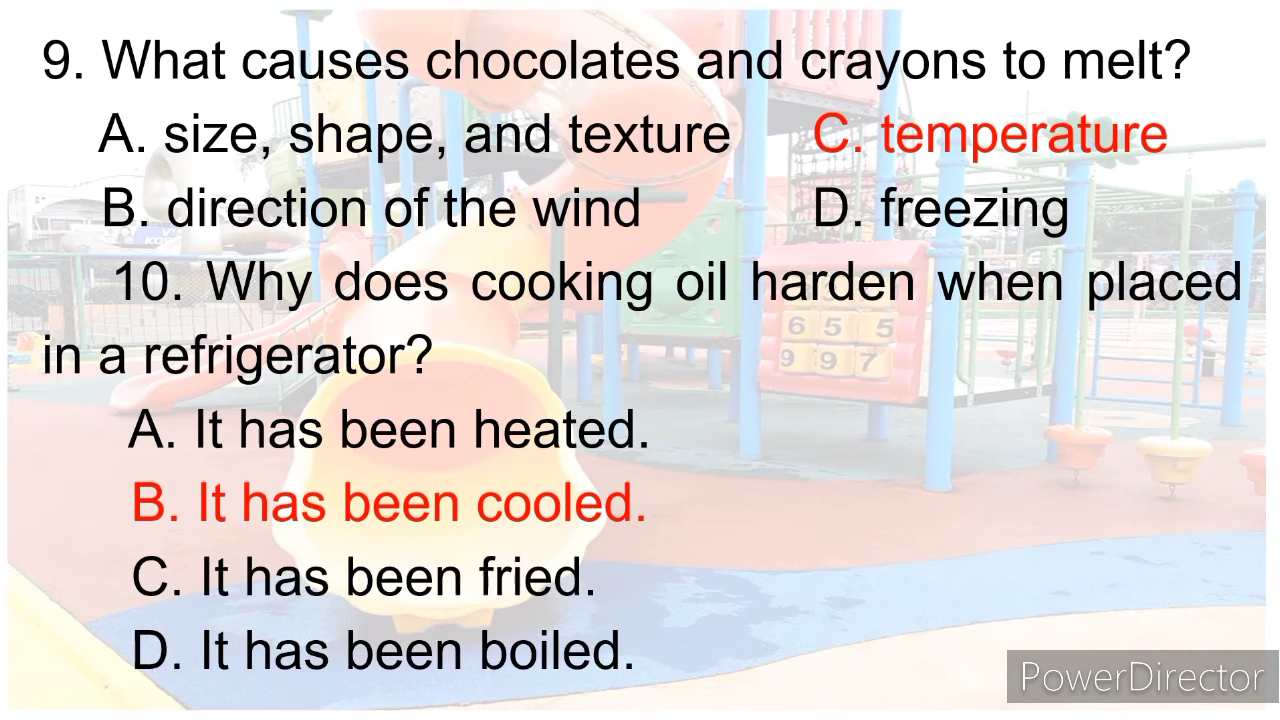 9. What causes chocolates and crayons to melt?
A. size, shape, and texture C. temperature
B. direction of the wind D. freezing
10. Why does cooking oil harden when placed
in a refrigerator?
A. It has been heated.
B. It has been cooled.
C. It has been fried.
D. It has been boiled.
6 5 5
9 9 7
PowerDirector